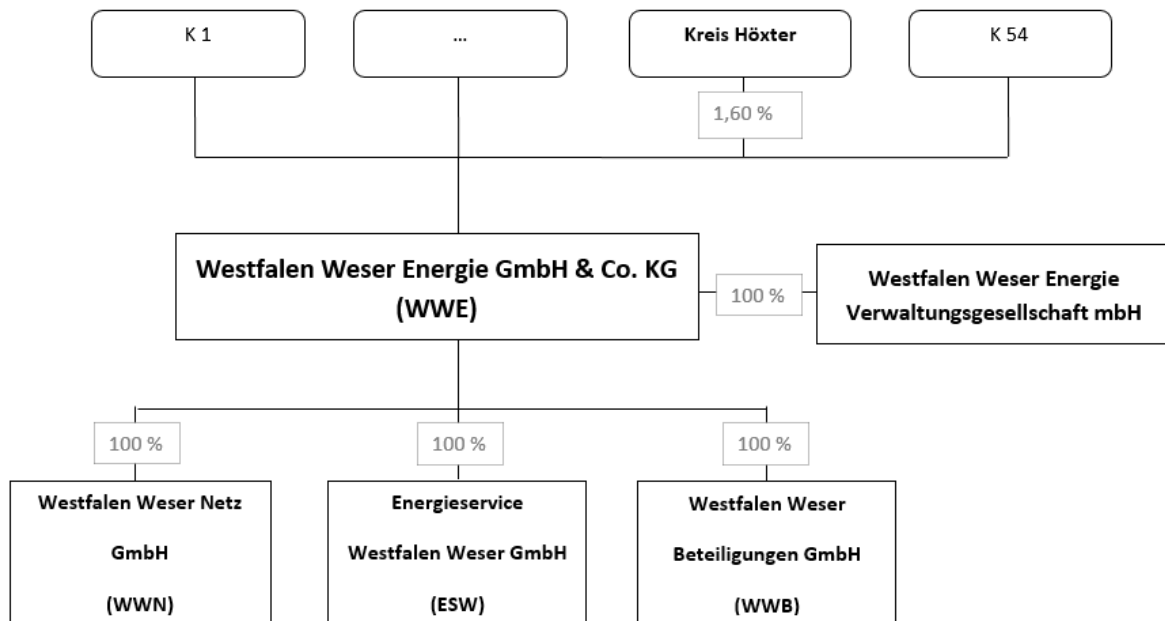 K 1
...
Kreis Höxter
K 54
1,60 %
Westfalen Weser Energie GmbH & Co. KG
(WWE)
100 %
Westfalen Weser Energie
Verwaltungsgesellschaft mbH
100 %
100 %
100 %
Westfalen Weser Netz
GmbH
(WWN)
Energieservice
Westfalen Weser GmbH
(ESW)
Westfalen Weser
Beteiligungen GmbH
(WWB)